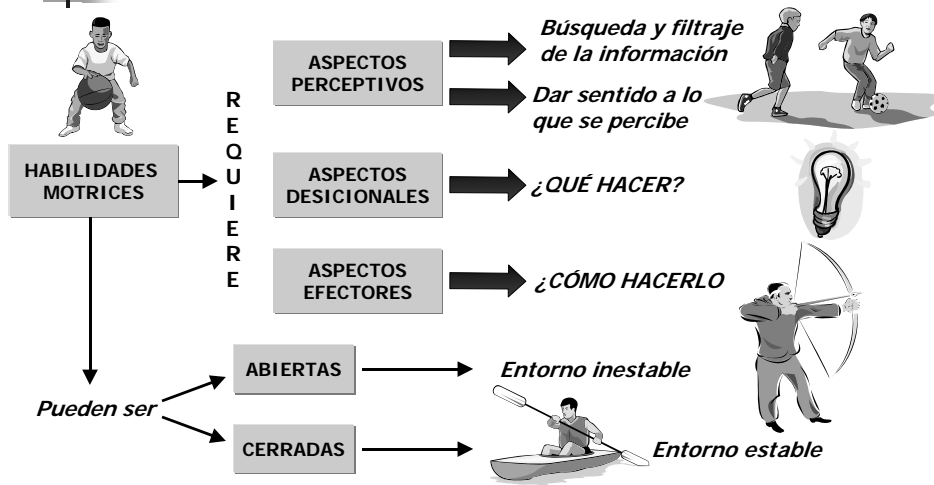 HABILIDADES
MOTRICES
REQUIERE
ASPECTOS
PERCEPTIVOS
Búsqueda y filtraje
de la información
Dar sentido a lo
que se percibe
ASPECTOS
DESICIONALES
¿QUÉ HACER?
ASPECTOS
EFECTORES
¿CÓMO HACERLO
Pueden ser
ABIERTAS
Entorno inestable
CERRADAS
Entorno estable